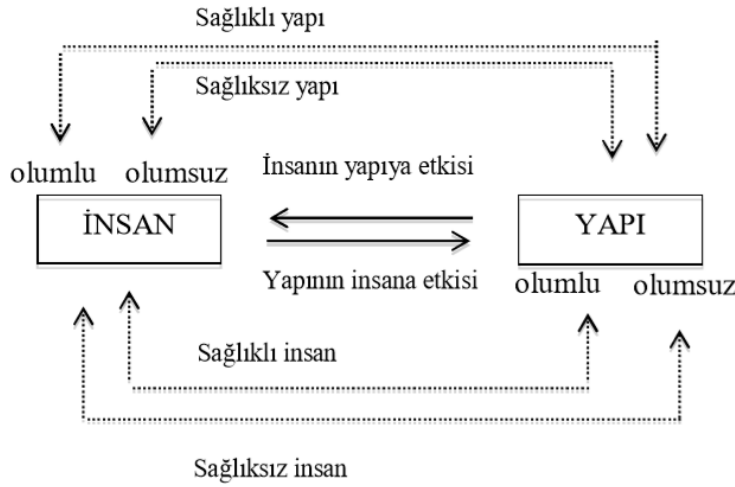 Sağlıklı yapı
Sağlıksız yapı
olumlu olumsuz
İnsanın yapıya etkisi
İNSAN
YAPI
Yapının insana etkisi
olumlu olumsuz
Sağlıklı insan
Sağlıksız insan